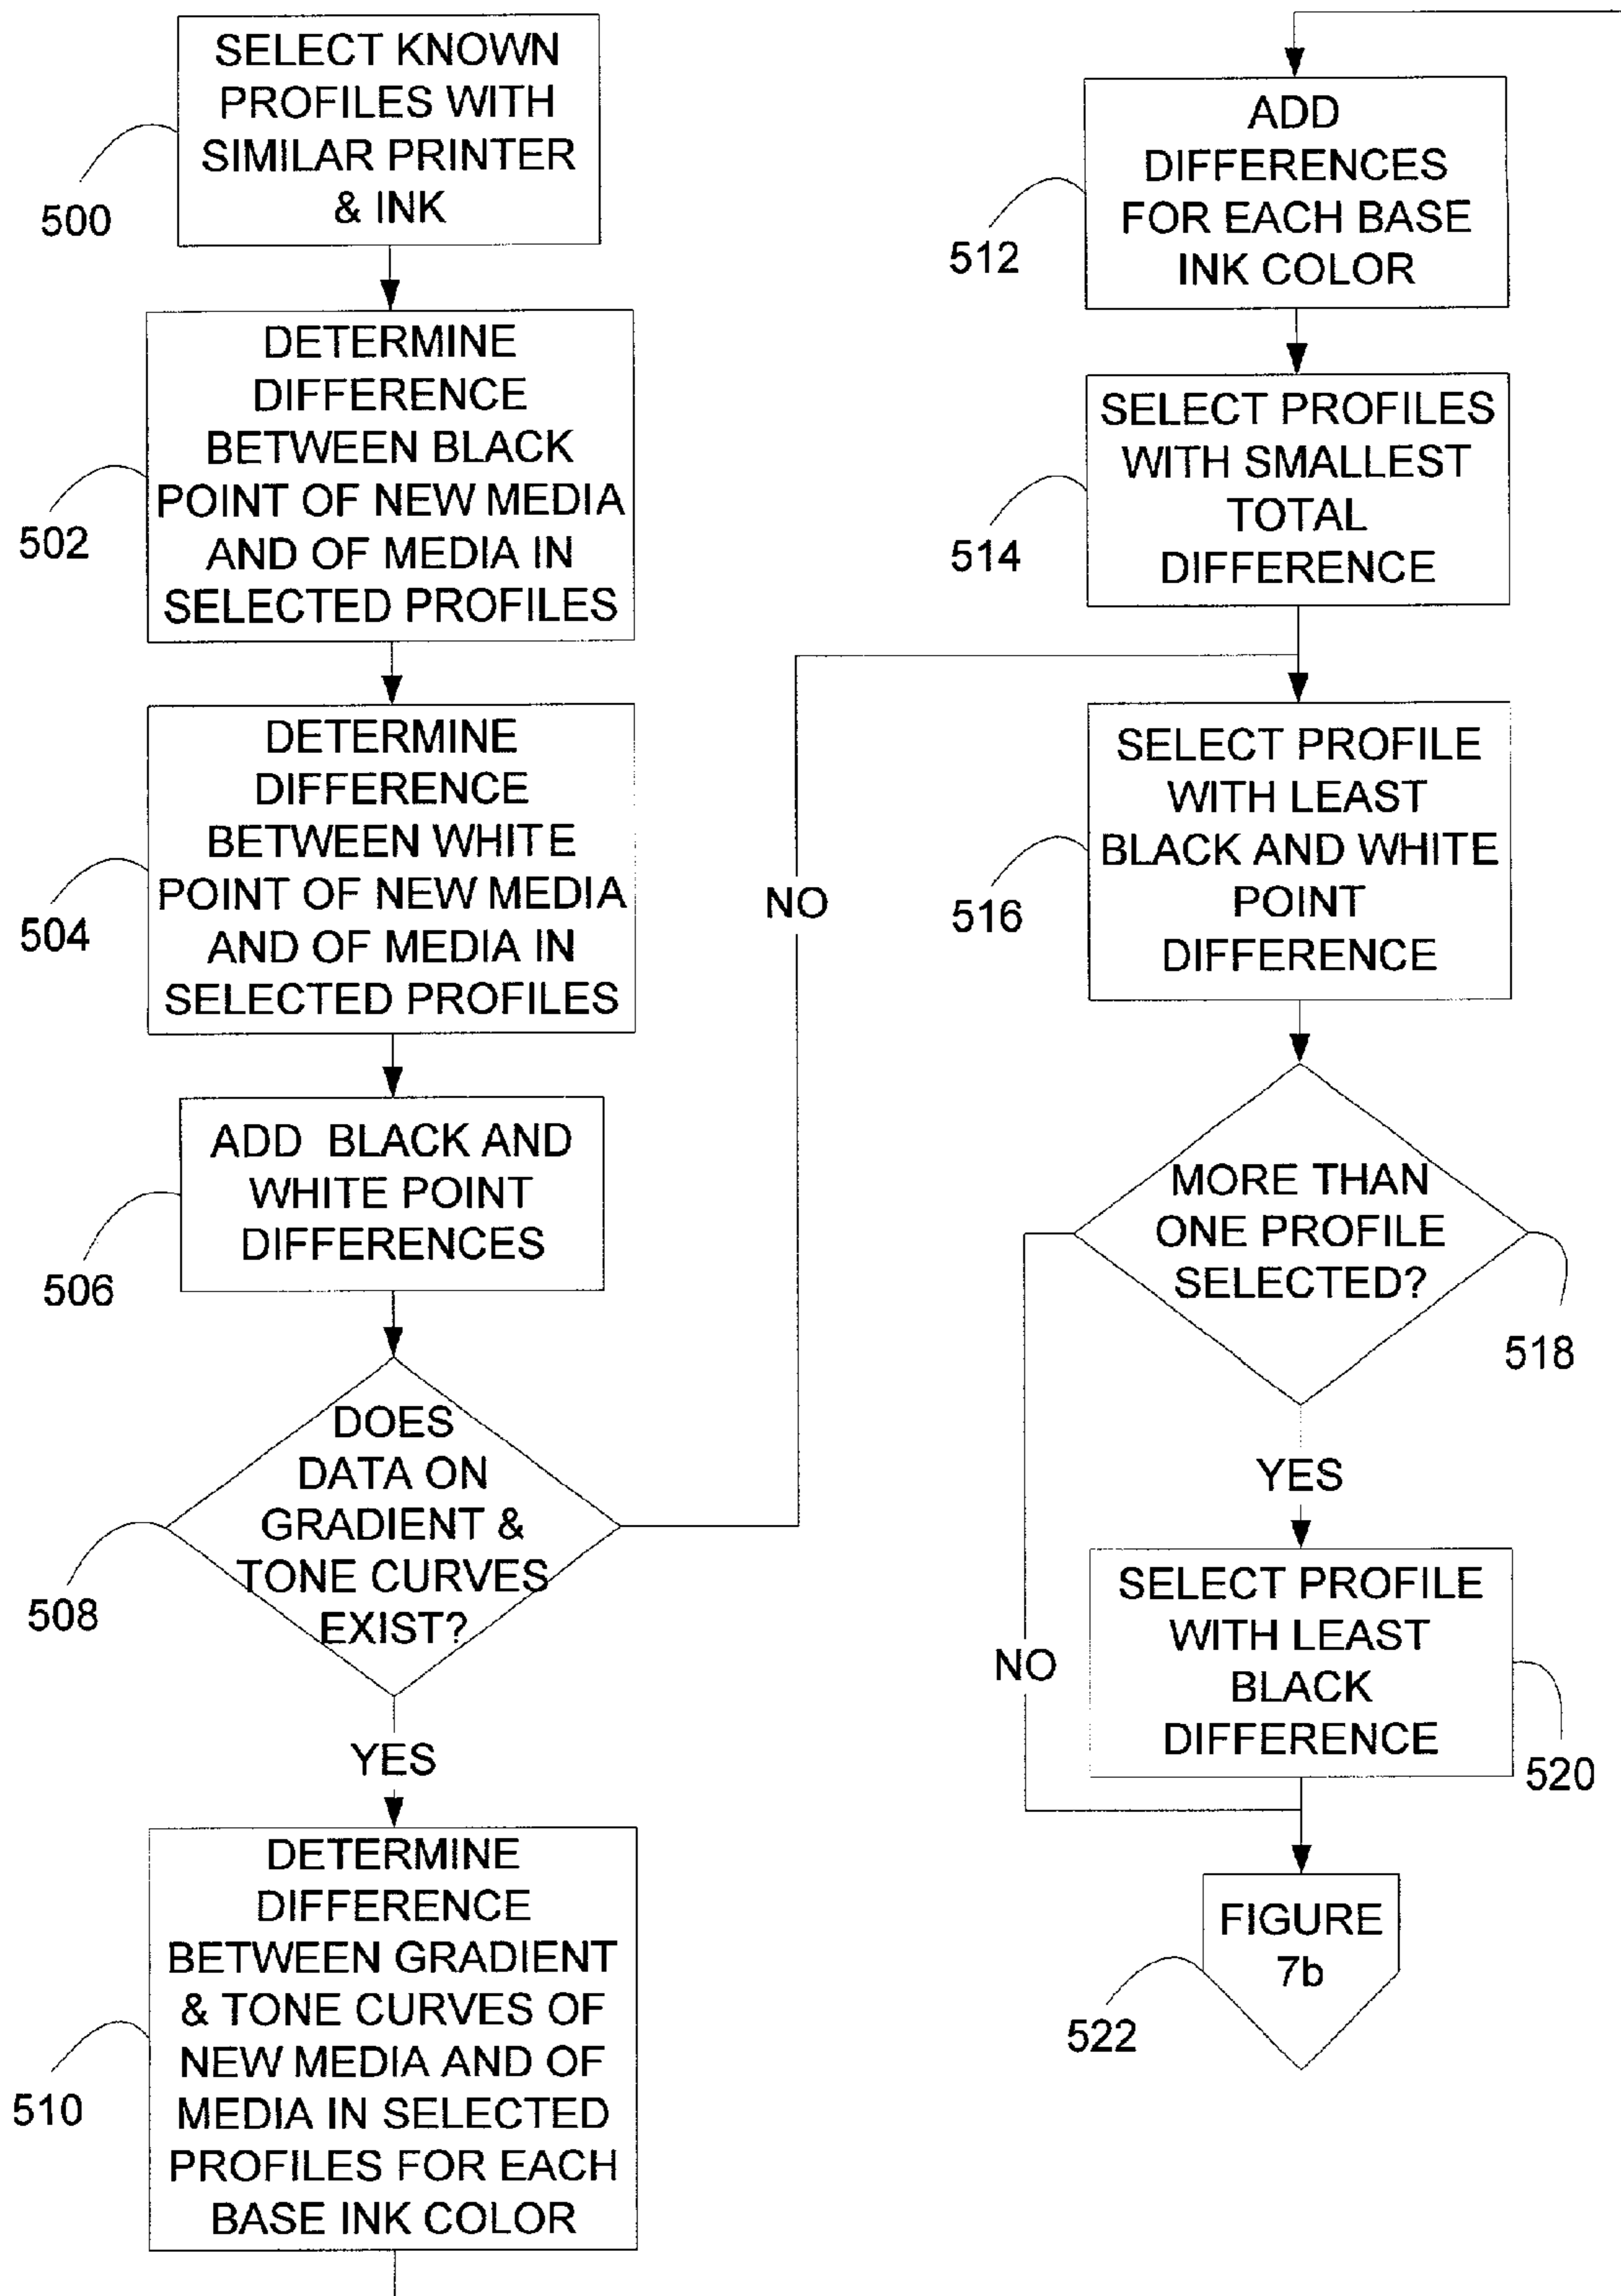 SELECT KNOWN
PROFILES WITH
SIMILAR PRINTER
& INK
500
DETERMINE
DIFFERENCE
BETWEEN BLACK
POINT OF NEW MEDIA
AND OF MEDIA IN
SELECTED PROFILES
502
DETERMINE
DIFFERENCE
BETWEEN WHITE
POINT OF NEW MEDIA
AND OF MEDIA IN
SELECTED PROFILES
504
ADD BLACK AND
WHITE POINT
DIFFERENCES
506
DOES
DATA ON
GRADIENT &
TONE CURVES
EXIST?
508
NO
YES
DETERMINE
DIFFERENCE
BETWEEN GRADIENT
& TONE CURVES OF
NEW MEDIA AND OF
MEDIA IN SELECTED
PROFILES FOR EACH
BASE INK COLOR
510
ADD
DIFFERENCES
FOR EACH BASE
INK COLOR
512
SELECT PROFILES
WITH SMALLEST
TOTAL
DIFFERENCE
514
SELECT PROFILE
WITH LEAST
BLACK AND WHITE
POINT
DIFFERENCE
516
MORE THAN
ONE PROFILE
SELECTED?
518
YES
NO
SELECT PROFILE
WITH LEAST
BLACK
DIFFERENCE
520
FIGURE
7b
522